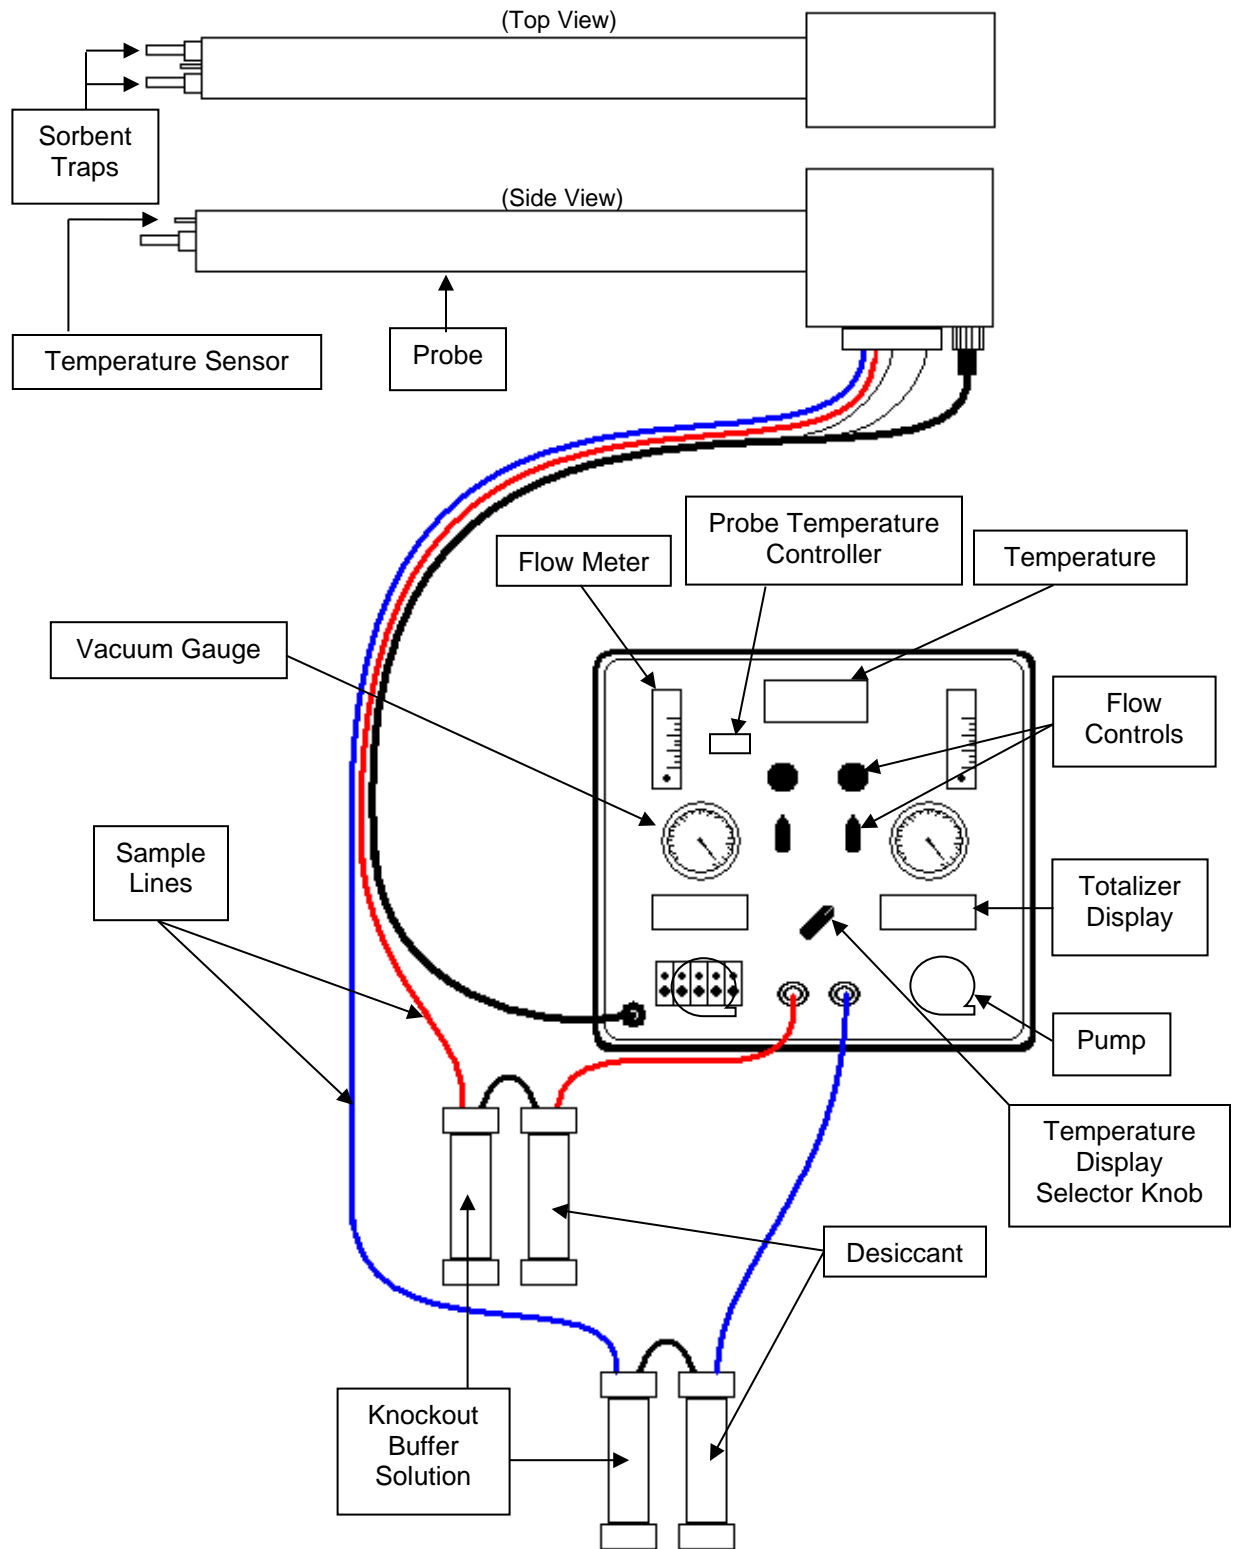 (Top View)
Sorbent
Traps
(Side View)
Temperature Sensor
Probe
Probe Temperature
Controller
Flow Meter
Temperature
Vacuum Gauge
Flow
Controls
Sample
Lines
Totalizer
Display
Pump
Temperature
Display
Selector Knob
Desiccant
Knockout
Buffer
Solution